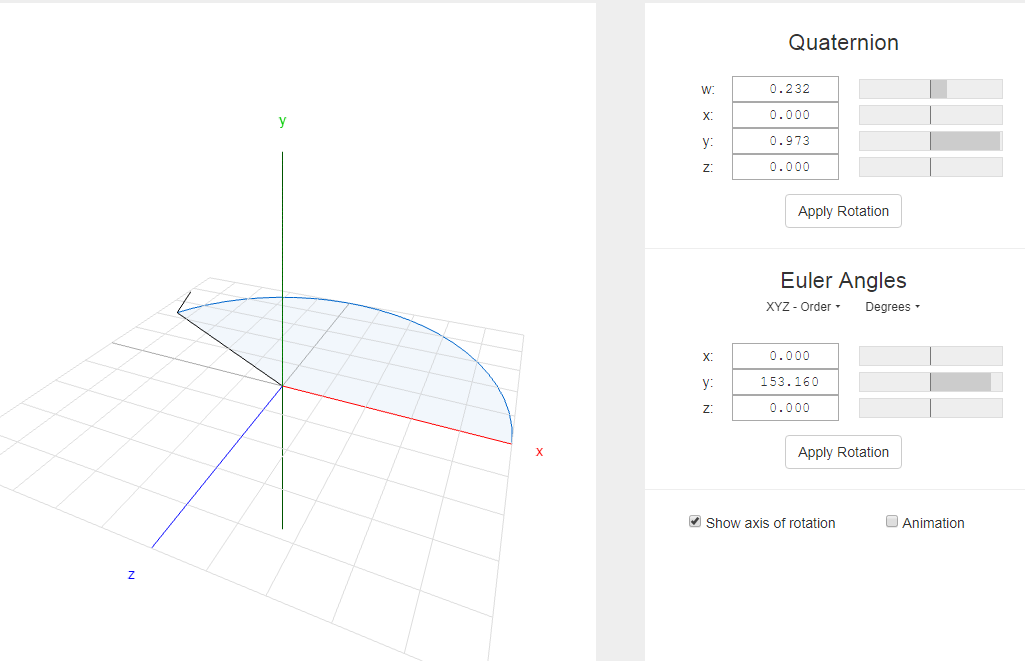 y
x
z
Quaternion
w: 0.232
x: 0.000
y: 0.973
z: 0.000
Apply Rotation
Euler Angles
XYZ - Order Degrees
x: 0.000
y: 153.160
z: 0.000
Apply Rotation
Show axis of rotation Animation